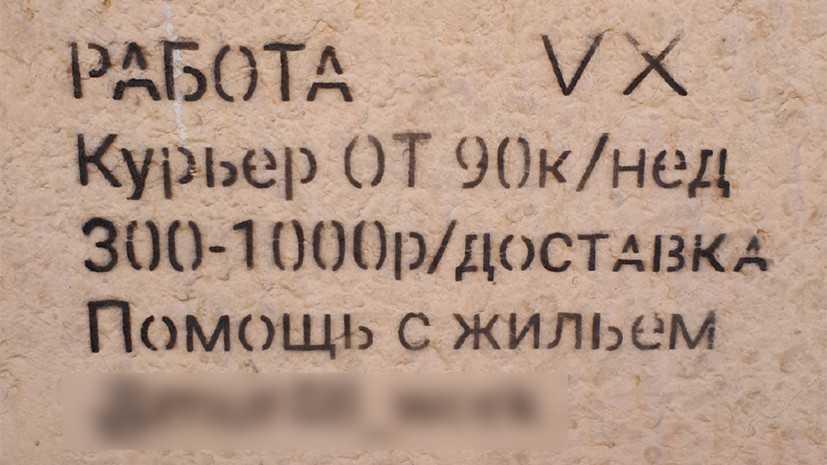 РАБОТА VX
Курьер ОТ 90к/нед
300-1000р/доставка
Помощь с жильем